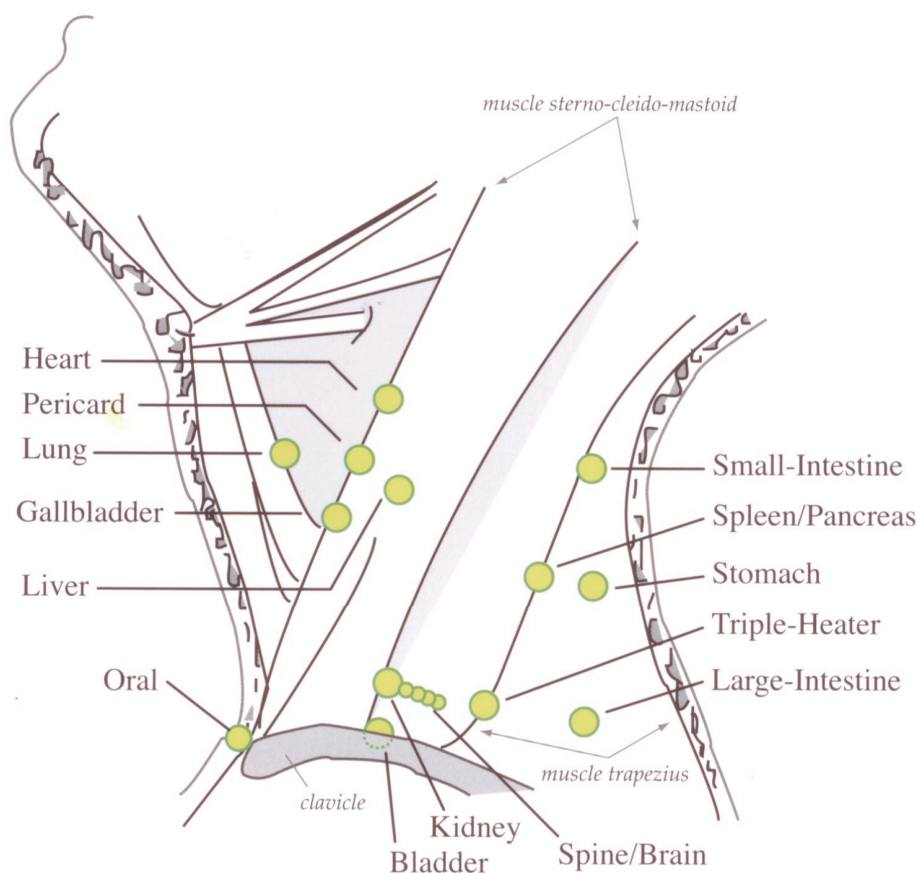 muscle sterno-cleido-mastoid
Heart
Pericard
Lung
Gallbladder
Liver
Oral
Small-Intestine
Spleen/Pancreas
Stomach
Triple-Heater
Large-Intestine
muscle trapezius
clavicle
Kidney
Bladder
Spine/Brain